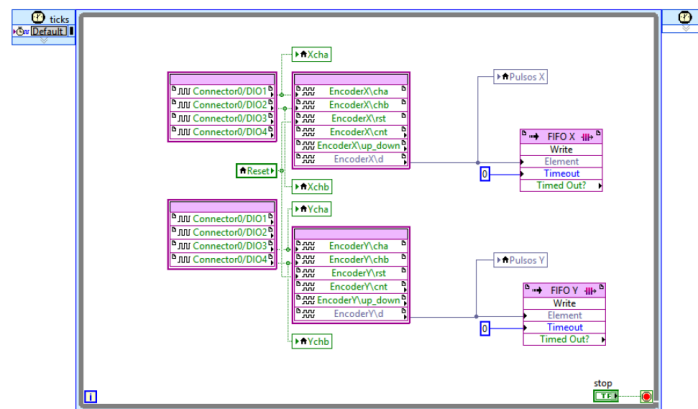 ticks
Default
Xcha
Connector0/DIO1
Connector0/DIO2
Connector0/DIO3
Connector0/DIO4
EncoderX\cha
EncoderX\chb
EncoderX\rst
EncoderX\cnt
EncoderX\up_down
EncoderX\d
Pulsos X
FIFO X
Write
Element
0
Timeout
Timed Out?
Reset
Xchb
Ycha
Connector0/DIO1
Connector0/DIO2
Connector0/DIO3
Connector0/DIO4
EncoderY\cha
EncoderY\chb
EncoderY\rst
EncoderY\cnt
EncoderY\up_down
EncoderY\d
Pulsos Y
FIFO Y
Write
Element
0
Timeout
Timed Out?
Ychb
i
stop
TF